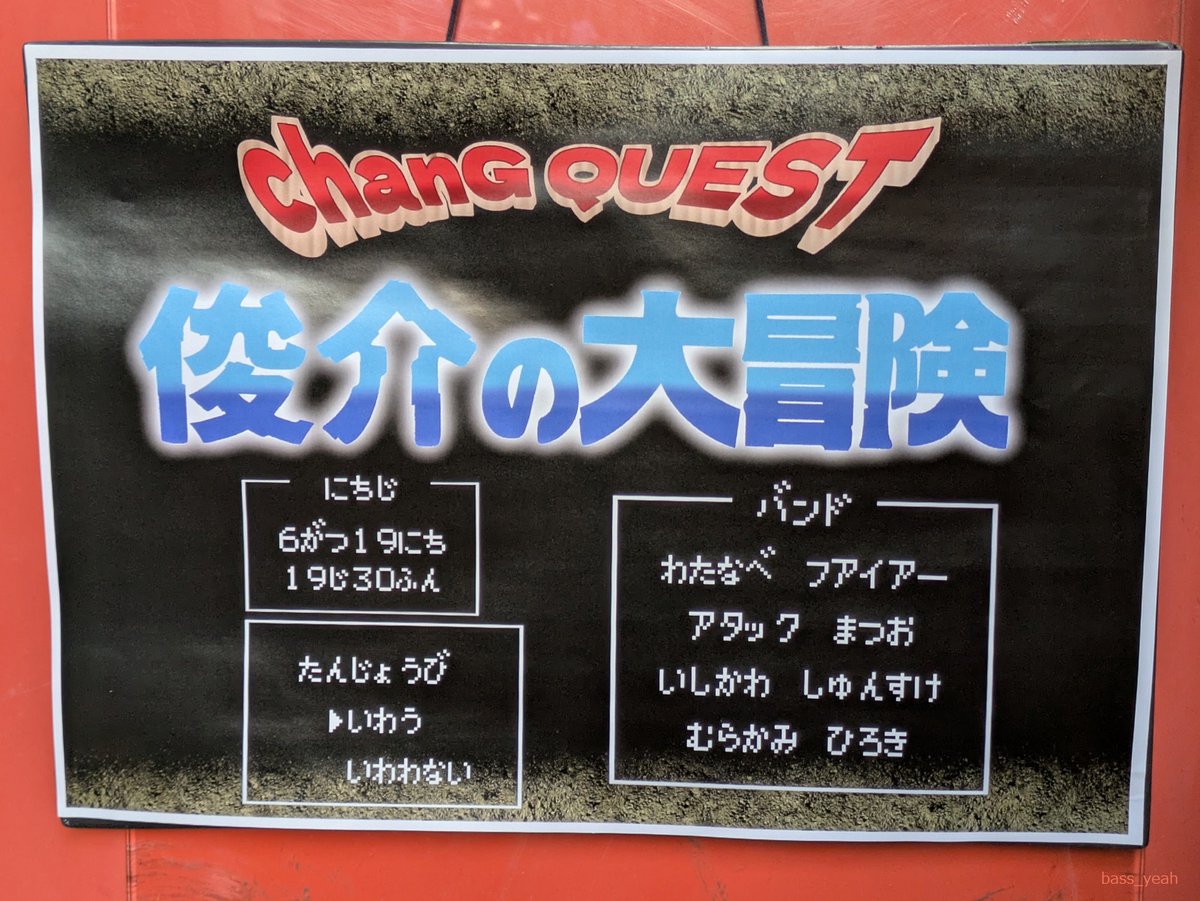 chanG QUEST
俊介の大冒険
にちじ
6がつ19にち
19じ30ふん
たんじょうび
▶いわう
いわわない
バンド
わたなべ フアイアー
アタック まつお
いしかわ しゅんすけ
むらかみ ひろき
bass_yeah